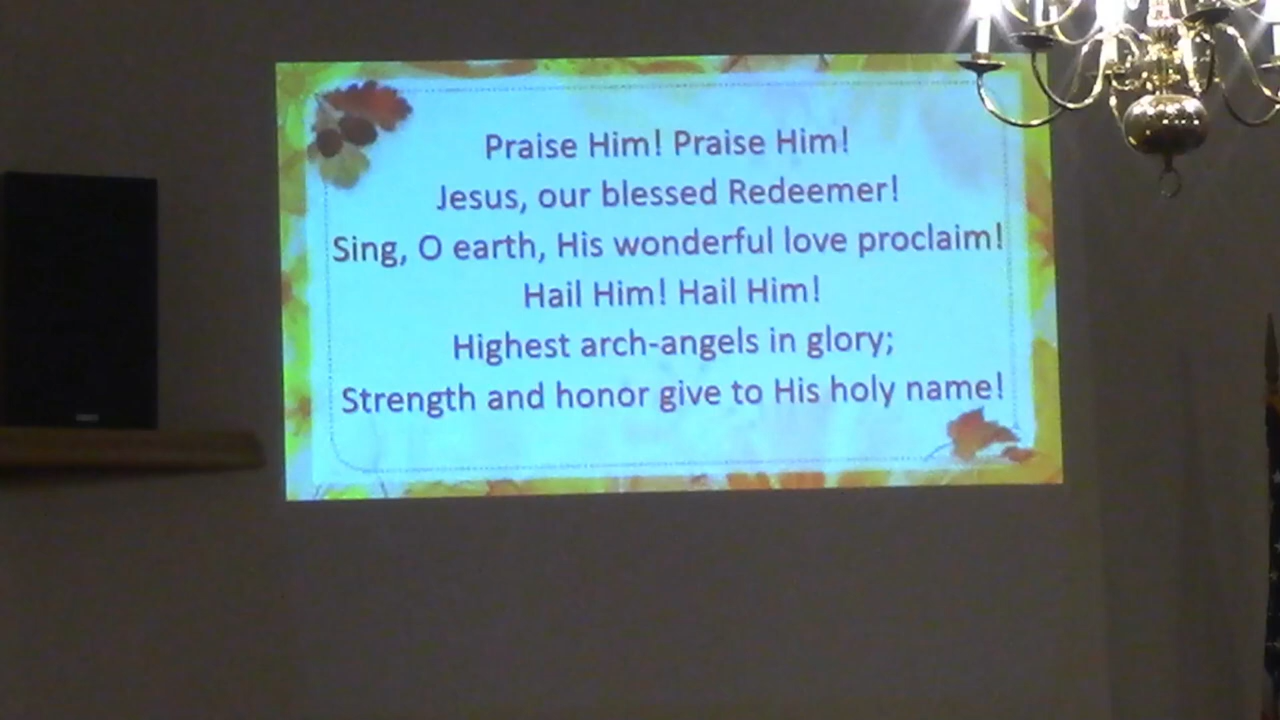 Praise Him! Praise Him!
Jesus, our blessed Redeemer!
Sing, O earth, His wonderful love proclaim!
Hail Him! Hail Him!
Highest arch-angels in glory;
Strength and honor give to His holy name!